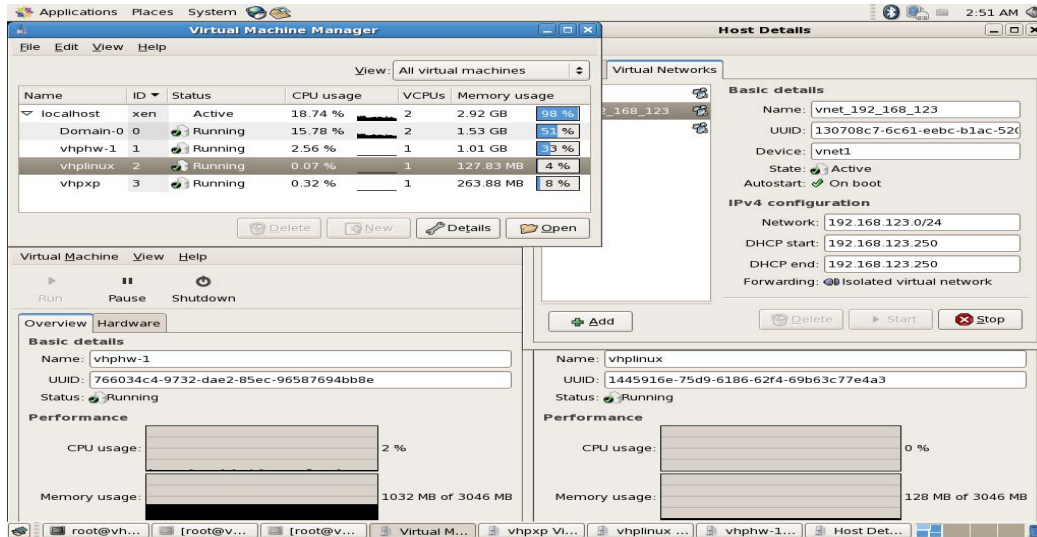 Applications Places System 2:51 AM
Virtual Machine Manager
File Edit View Help
View: All virtual machines
Name ID Status CPU usage VCPUs Memory usage
localhost xen Active 18.74 % 2 2.92 GB 98 %
Domain-0 0 Running 15.78 % 2 1.53 GB 51 %
vhphw-1 1 Running 2.56 % 1 1.01 GB 33 %
vhplinux 2 Running 0.07 % 1 127.83 MB 4 %
vhpxp 3 Running 0.32 % 1 263.88 MB 8 %
Delete New Details Open
Host Details
Virtual Networks
_168_123
Basic details
Name: vnet_192_168_123
UUID: 130708c7-6c61-eebc-b1ac-520
Device: vnet1
State: Active
Autostart: On boot
IPv4 configuration
Network: 192.168.123.0/24
DHCP start: 192.168.123.250
DHCP end: 192.168.123.250
Forwarding: Isolated virtual network
Add
Delete Start Stop
Virtual Machine View Help
Run Pause Shutdown
Overview Hardware
Basic details
Name: vhphw-1
UUID: 766034c4-9732-dae2-85ec-96587694bb8e
Status: Running
Performance
CPU usage: 2 %
Memory usage: 1032 MB of 3046 MB
Name: vhplinux
UUID: 1445916e-75d9-6186-62f4-69b63c77e4a3
Status: Running
Performance
CPU usage: 0 %
Memory usage: 128 MB of 3046 MB
root@vh... [root@v... [root@v... Virtual M... vhpxp Vi... vhplinux ... vhphw-1... Host Det...